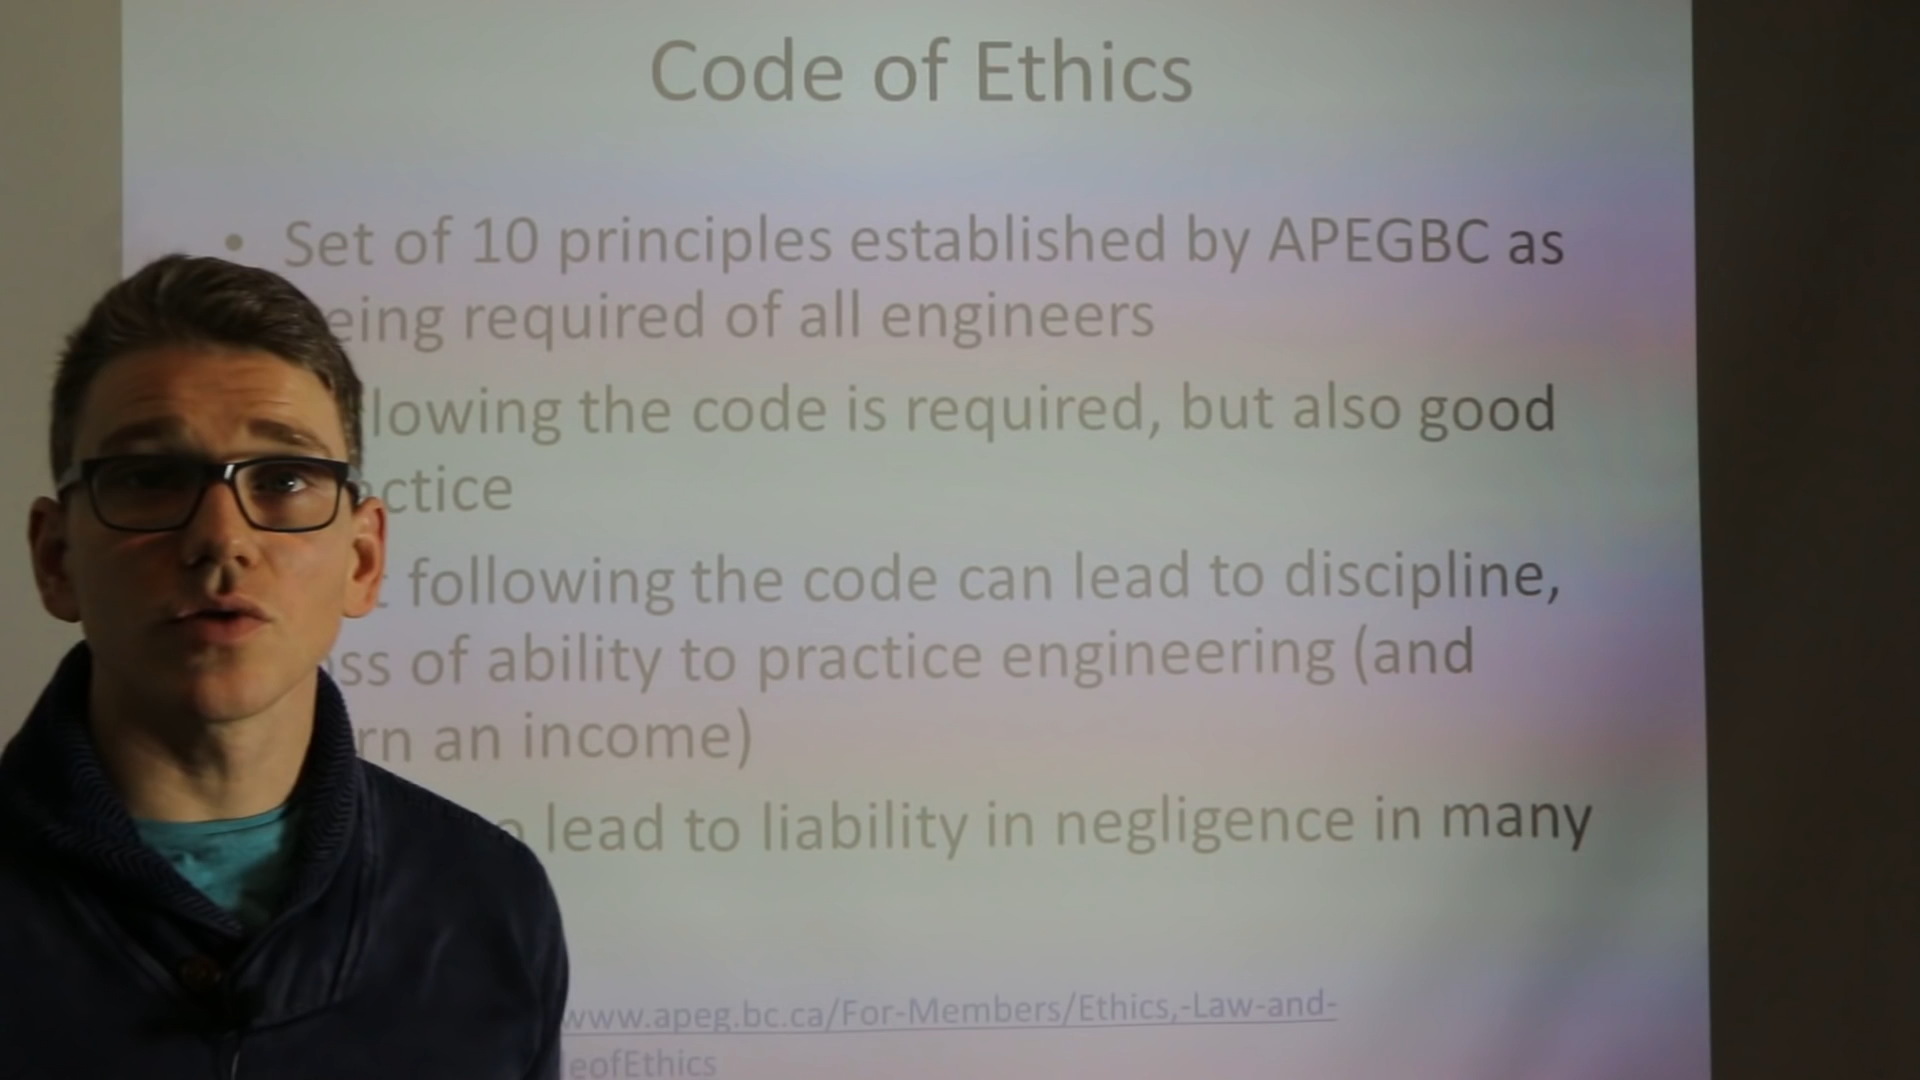 Code of Ethics
• Set of 10 principles established by APEGBC as
eing required of all engineers
lowing the code is required, but also good
ctice
following the code can lead to discipline,
ss of ability to practice engineering (and
rn an income)
lead to liability in negligence in many
www.apeg.bc.ca/For-Members/Ethics,-Law-and-
eofEthics